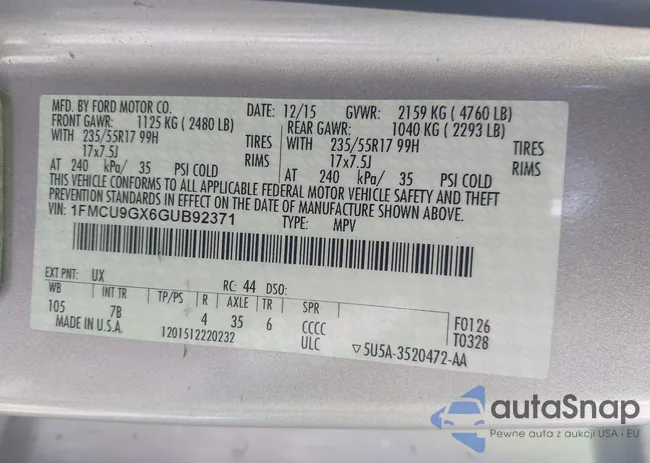 MFD. BY FORD MOTOR CO. DATE: 12/15 GVWR: 2159 KG ( 4760 LB)
FRONT GAWR: 1125 KG ( 2480 LB) REAR GAWR: 1040 KG ( 2293 LB)
WITH 235/55R17 99H TIRES WITH 235/55R17 99H TIRES
17x7.5J RIMS 17x7.5J RIMS
AT 240 kPa/ 35 PSI COLD AT 240 kPa/ 35 PSI COLD
THIS VEHICLE CONFORMS TO ALL APPLICABLE FEDERAL MOTOR VEHICLE SAFETY AND THEFT
PREVENTION STANDARDS IN EFFECT ON THE DATE OF MANUFACTURE SHOWN ABOVE.
VIN: 1FMCU9GX6GUB92371 TYPE: MPV
EXT PNT: UX RC: 44 DSO:
WB INT TR TP/PS R AXLE TR SPR
105 7B 4 35 6 CCCC F0126
MADE IN U.S.A. 1201512220232 ULC ▽5U5A-3520472-AA T0328
autaSnap
Pewne auta z aukcji USA i EU